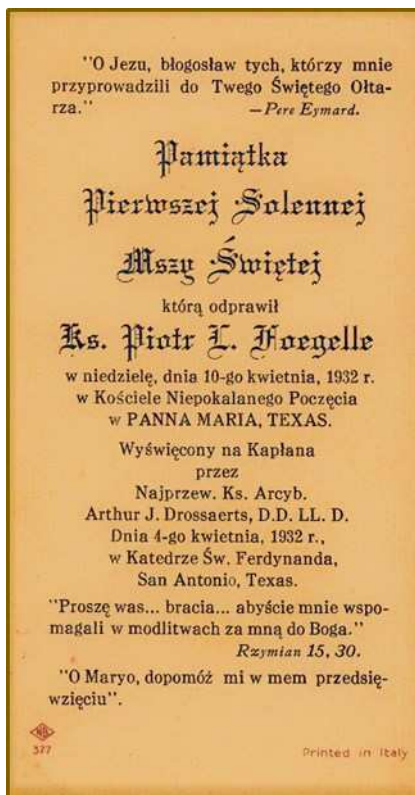 "O Jezu, błogosław tych, którzy mnie
przyprowadzili do Twego Świętego Ołta-
rza."  —Pere Eymard.
Pamiątka
Pierwszej Solennej
Mszy Świętej
którą odprawił
Ks. Piotr L. Foegelle
w niedzielę, dnia 10-go kwietnia, 1932 r.
w Kościele Niepokalanego Poczęcia
w PANNA MARIA, TEXAS.
Wyświęcony na Kapłana
przez
Najprzew. Ks. Arcyb.
Arthur J. Drossaerts, D.D. LL. D.
Dnia 4-go kwietnia, 1932 r.,
w Katedrze Św. Ferdynanda,
San Antonio, Texas.
"Proszę was... bracia... abyście mnie wspo-
magali w modlitwach za mną do Boga."
Rzymian 15, 30.
"O Maryo, dopomóż mi w mem przedsię-
wzięciu".
NB
377
Printed in Italy